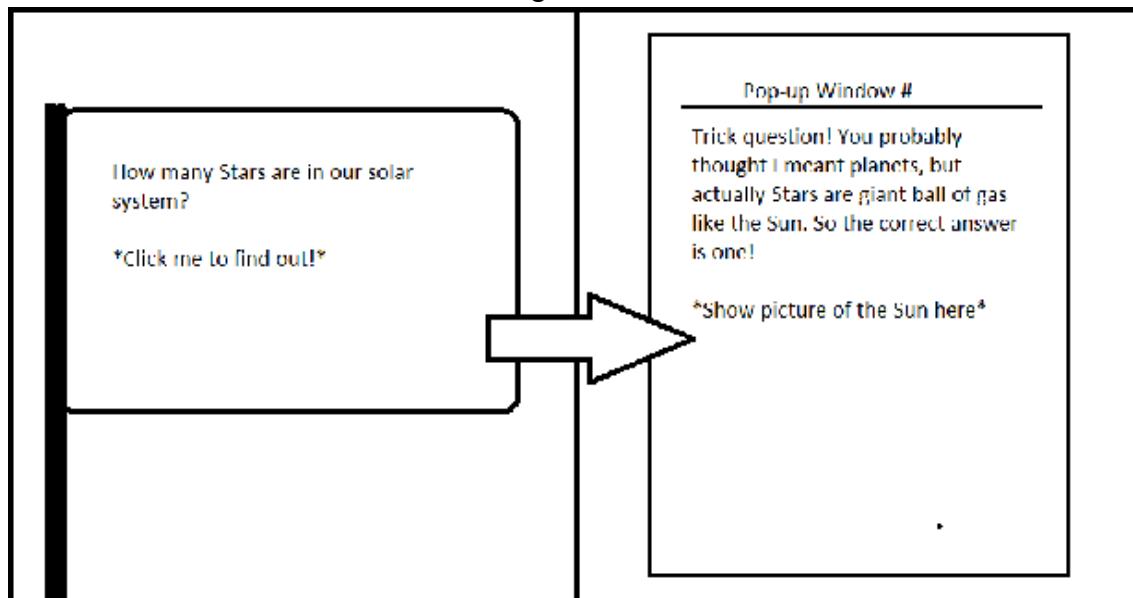 How many Stars are in our solar
system?
*Click me to find out!*
Pop-up Window #
Trick question! You probably
thought I meant planets, but
actually Stars are giant ball of gas
like the Sun. So the correct answer
is one!
*Show picture of the Sun here*